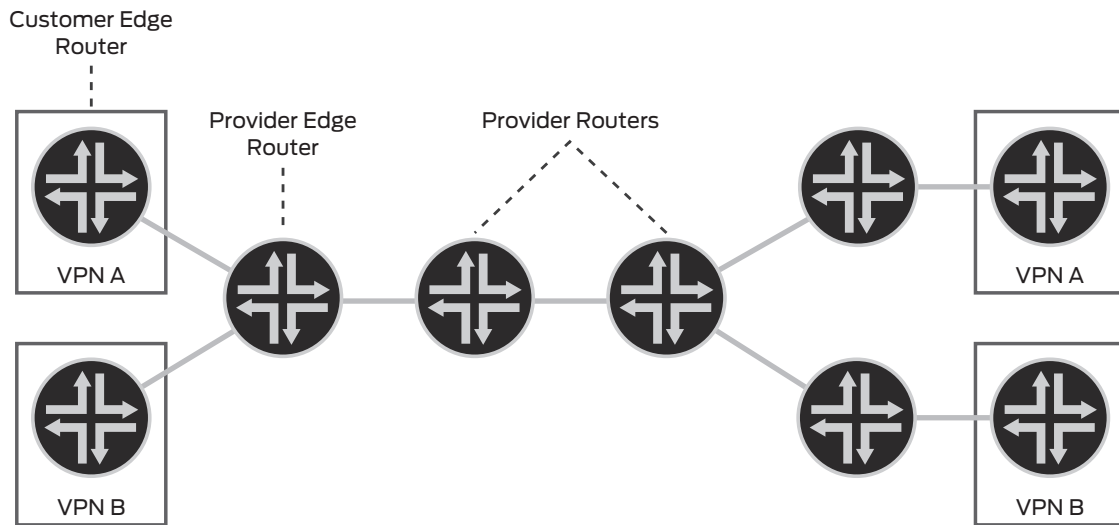 Customer Edge
Router
Provider Edge
Router
Provider Routers
VPN A
VPN A
VPN B
VPN B